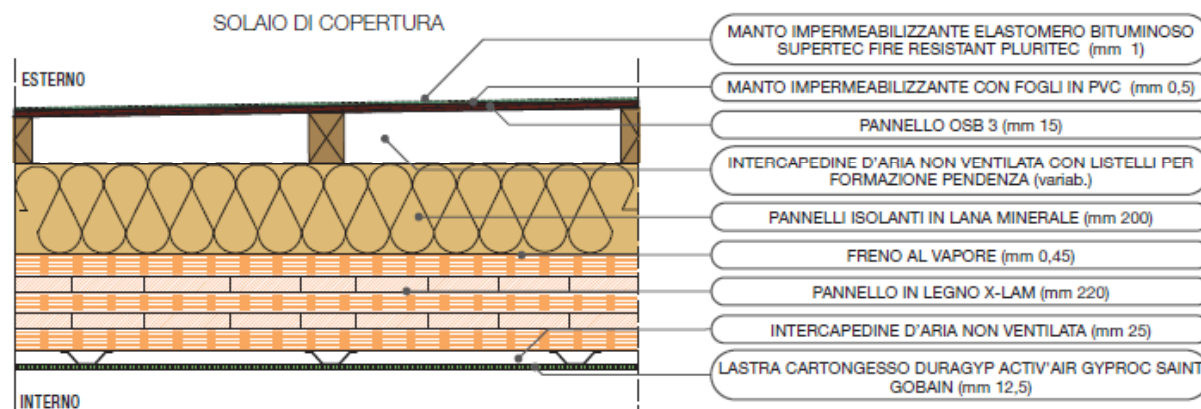 SOLAIO DI COPERTURA
ESTERNO
MANTO IMPERMEABILIZZANTE ELASTOMERO BITUMINOSO
SUPERTEC FIRE RESISTANT PLURITEC (mm 1)
MANTO IMPERMEABILIZZANTE CON FOGLI IN PVC (mm 0,5)
PANNELLO OSB 3 (mm 15)
INTERCAPEDINE D'ARIA NON VENTILATA CON LISTELLI PER
FORMAZIONE PENDENZA (variab.)
PANNELLI ISOLANTI IN LANA MINERALE (mm 200)
FRENO AL VAPORE (mm 0,45)
PANNELLO IN LEGNO X-LAM (mm 220)
INTERCAPEDINE D'ARIA NON VENTILATA (mm 25)
LASTRA CARTONGESSO DURAGYP ACTIV'AIR GYPROC SAINT
GOBAIN (mm 12,5)
INTERNO